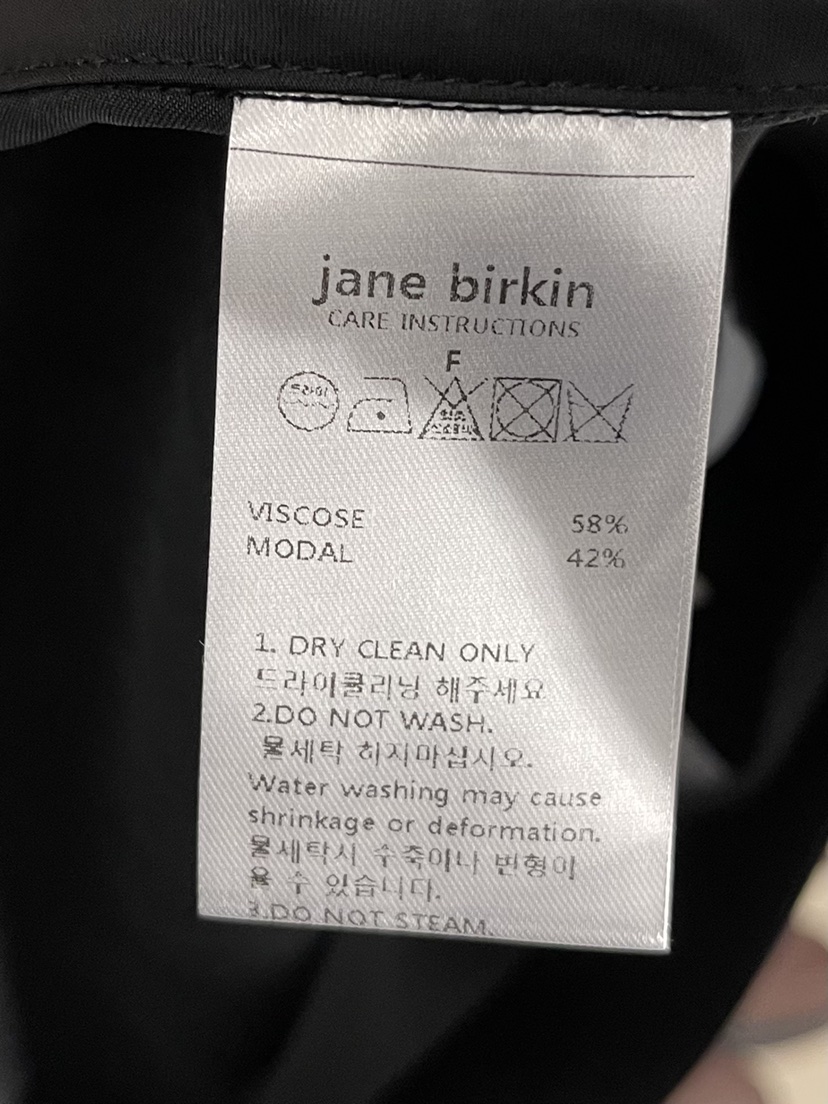 jane birkin
CARE INSTRUCTIONS
F
드라이
VISCOSE 58%
MODAL 42%
1. DRY CLEAN ONLY
드라이쿨리닝 해주세요
2.DO NOT WASH.
물세탁 하지마십시오.
Water washing may cause
shrinkage or deformation.
물세탁시 수축이나 변형이
올 수 있습니다.
3.DO NOT STEAM.